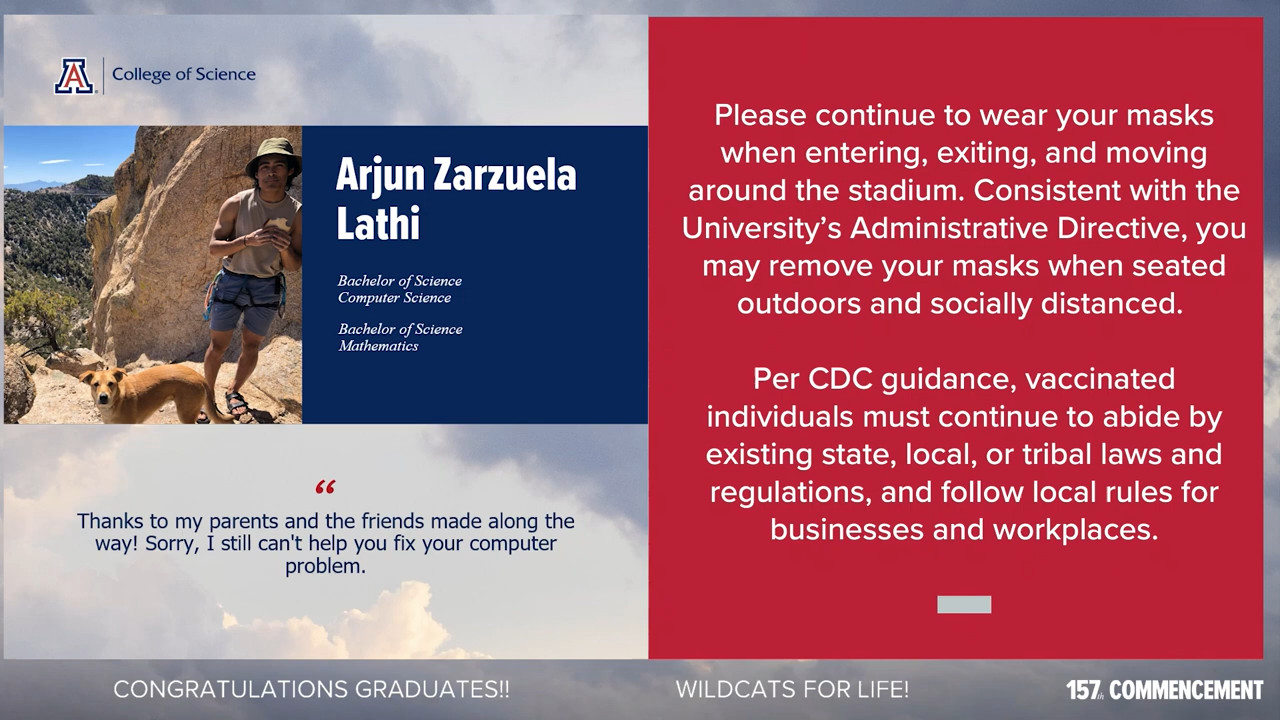 A
College of Science
Arjun Zarzuela
Lathi
Bachelor of Science
Computer Science
Bachelor of Science
Mathematics
“
Thanks to my parents and the friends made along the
way! Sorry, I still can't help you fix your computer
problem.
Please continue to wear your masks
when entering, exiting, and moving
around the stadium. Consistent with the
University’s Administrative Directive, you
may remove your masks when seated
outdoors and socially distanced.
Per CDC guidance, vaccinated
individuals must continue to abide by
existing state, local, or tribal laws and
regulations, and follow local rules for
businesses and workplaces.
CONGRATULATIONS GRADUATES!!
WILDCATS FOR LIFE!
157th COMMENCEMENT